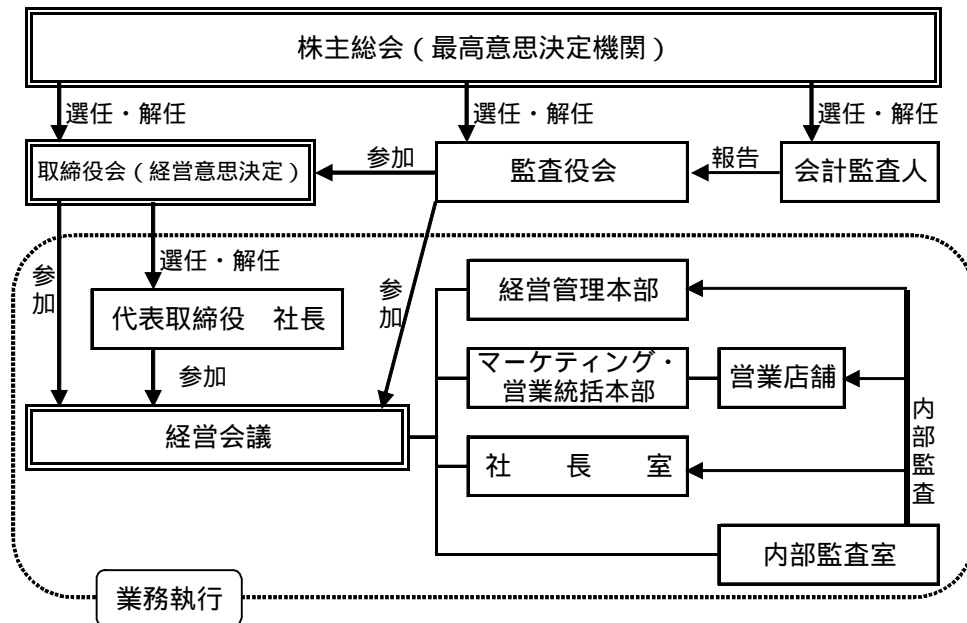 株主総会（最高意思決定機関）
選任・解任
選任・解任
選任・解任
取締役会（経営意思決定）
参加
監査役会
報告
会計監査人
参加
選任・解任
参加
代表取締役　社長
参加
経営管理本部
マーケティング・
営業統括本部
営業店舗
経営会議
社　長　室
内部監査
内部監査室
業務執行